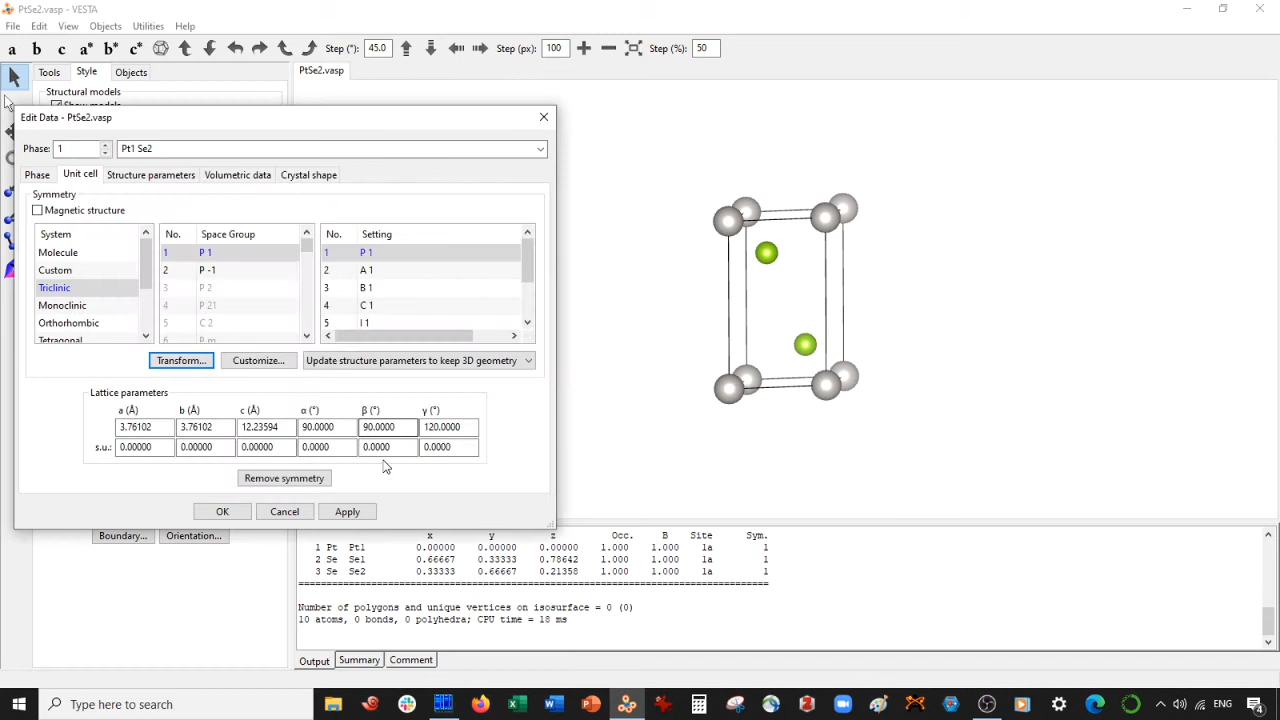 PtSe2.vasp - VESTA
File Edit View Objects Utilities Help
a b c a* b* c* Step (°): 45.0 Step (px): 100 Step (%): 50
Tools Style Objects
PtSe2.vasp
Structural models
Show models
Edit Data - PtSe2.vasp
Phase: 1 Pt1 Se2
Phase Unit cell Structure parameters Volumetric data Crystal shape
Symmetry
Magnetic structure
System No. Space Group No. Setting
Molecule 1 P 1 1 P 1
Custom 2 P -1 2 A 1
Triclinic 3 P 2 3 B 1
Monoclinic 4 P 21 4 C 1
Orthorhombic 5 C 2 5 I 1
Tetragonal 6 P m
Transform... Customize... Update structure parameters to keep 3D geometry
Lattice parameters
a (Å) b (Å) c (Å) α (°) β (°) γ (°)
3.76102 3.76102 12.23594 90.0000 90.0000 120.0000
s.u.: 0.00000 0.00000 0.00000 0.0000 0.0000 0.0000
Remove symmetry
OK Cancel Apply
Boundary... Orientation...
x y z Occ. B Site Sym.
1 Pt Pt1 0.00000 0.00000 0.00000 1.000 1.000 1a 1
2 Se Se1 0.66667 0.33333 0.78642 1.000 1.000 1a 1
3 Se Se2 0.33333 0.66667 0.21358 1.000 1.000 1a 1
================================================================================
Number of polygons and unique vertices on isosurface = 0 (0)
10 atoms, 0 bonds, 0 polyhedra; CPU time = 18 ms
Output Summary Comment
Type here to search
ENG
4